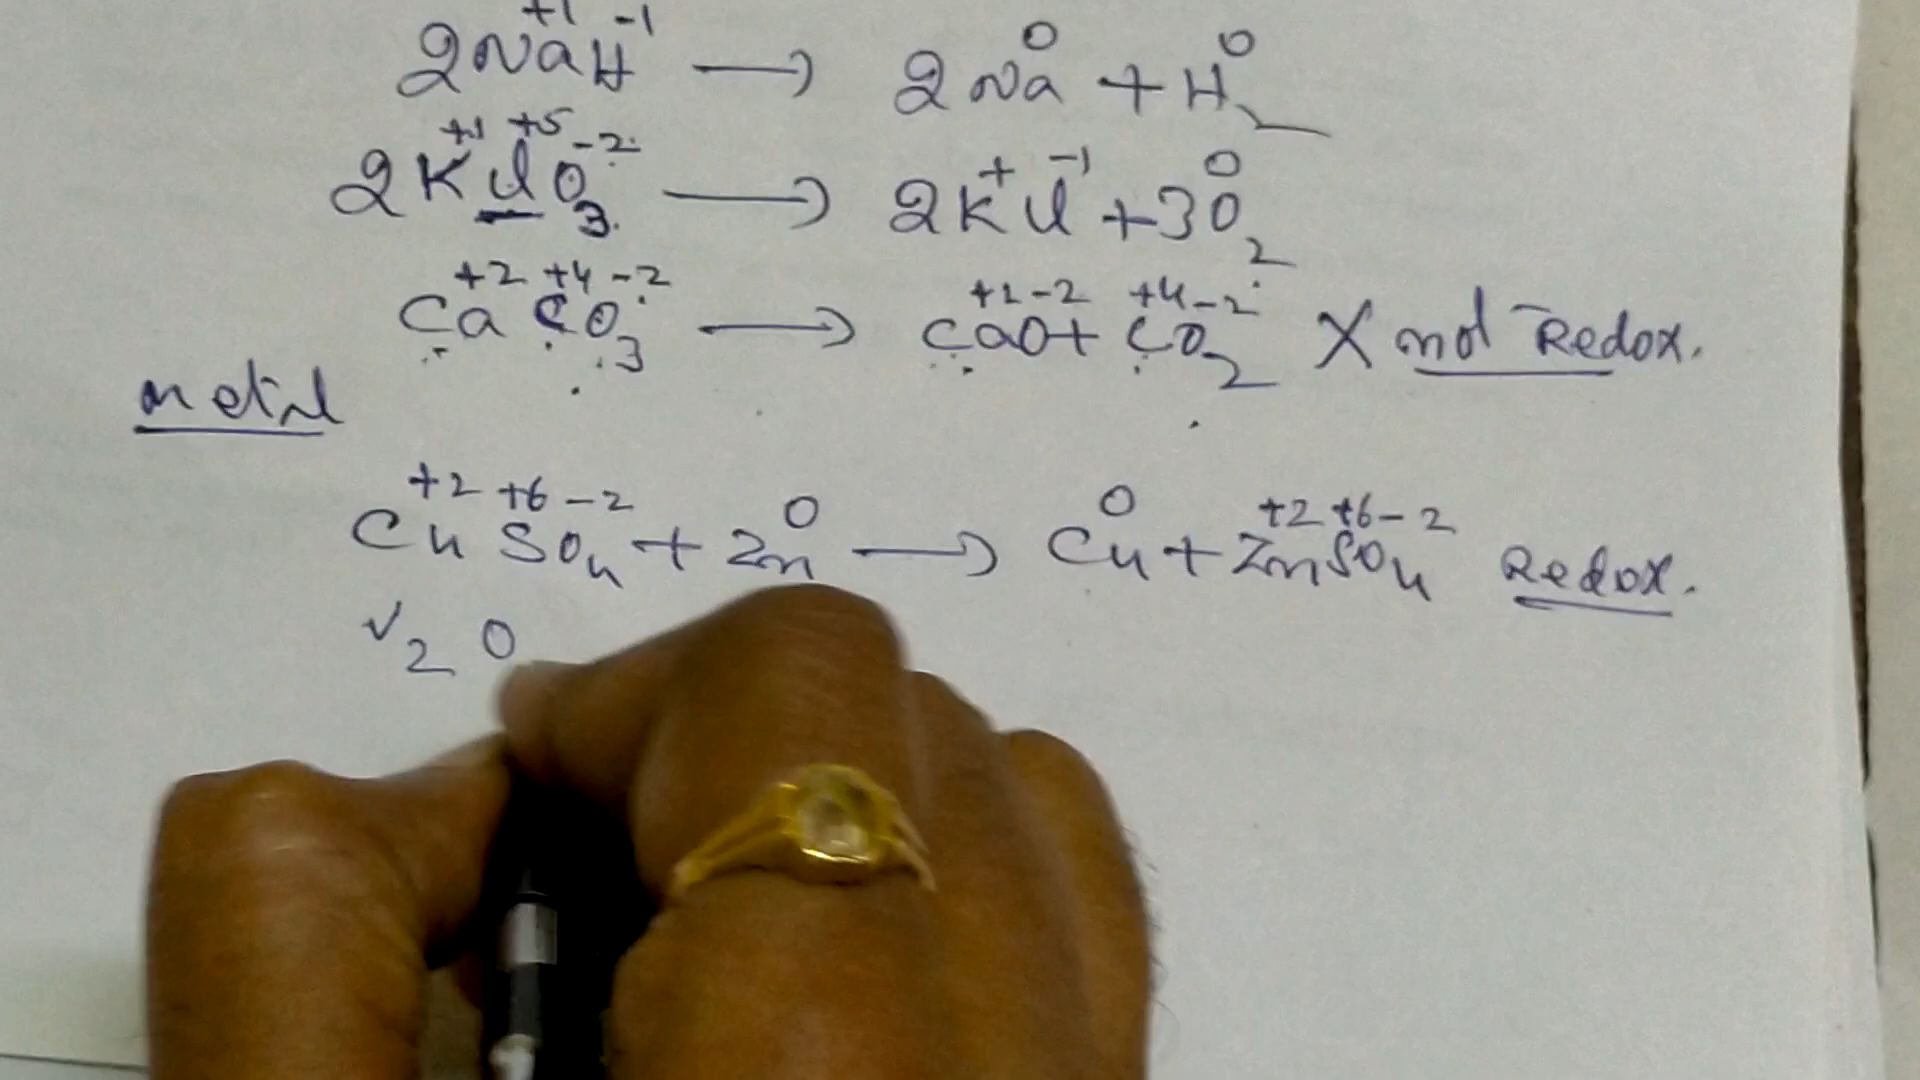 +1 -1 0 0
2NaH → 2Na + H
+1 +5 -2 + -1 0
2KClO3 → 2KCl + 3O2
+2 +4 -2 +2 -2 +4 -2
CaCO3 → CaO + CO2 X not Redox.
metal
+2 +6 -2 0 0 +2 +6 -2
CuSO4 + Zn → Cu + ZnSO4 Redox.
V2O